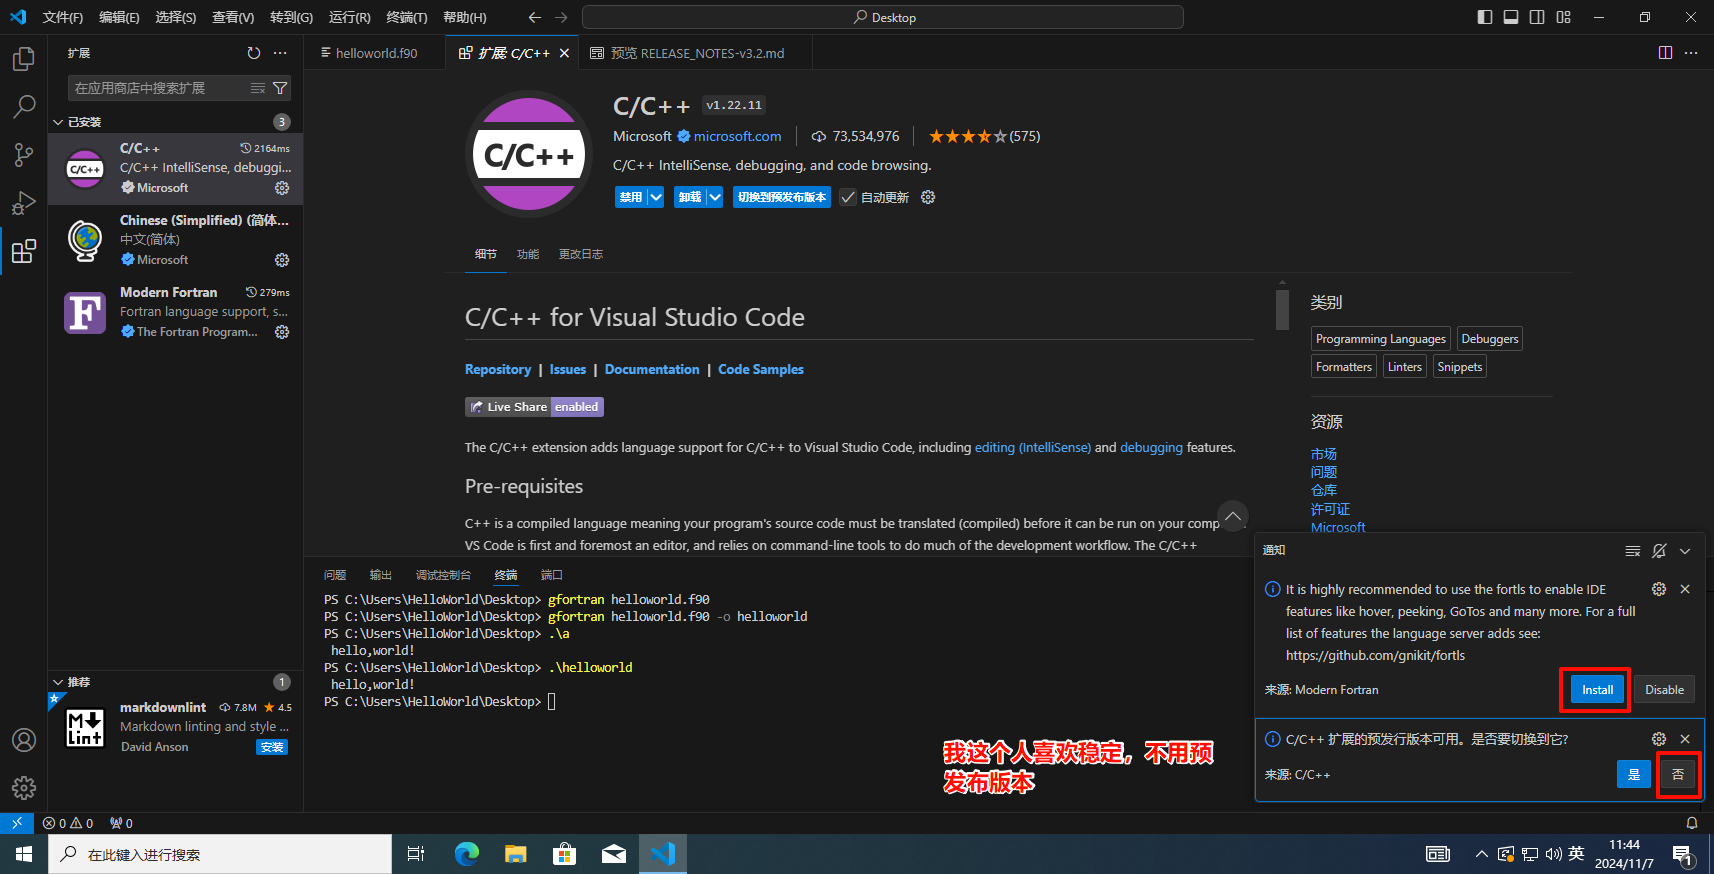 文件(F) 编辑(E) 选择(S) 查看(V) 转到(G) 运行(R) 终端(T) 帮助(H)
Desktop
扩展
在应用商店中搜索扩展
已安装 3
C/C++ 2164ms
C/C++ IntelliSense, debuggi...
Microsoft
Chinese (Simplified) (简体...
中文(简体)
Microsoft
Modern Fortran 279ms
Fortran language support, s...
The Fortran Program...
推荐 1
markdownlint 7.8M 4.5
Markdown linting and style ...
David Anson 安装
helloworld.f90 扩展: C/C++ 预览 RELEASE_NOTES-v3.2.md
C/C++
C/C++ v1.22.11
Microsoft microsoft.com 73,534,976 (575)
C/C++ IntelliSense, debugging, and code browsing.
禁用 卸载 切换到预发布版本 自动更新
细节 功能 更改日志
C/C++ for Visual Studio Code
Repository | Issues | Documentation | Code Samples
Live Share enabled
The C/C++ extension adds language support for C/C++ to Visual Studio Code, including editing (IntelliSense) and debugging features.
Pre-requisites
C++ is a compiled language meaning your program's source code must be translated (compiled) before it can be run on your comp
VS Code is first and foremost an editor, and relies on command-line tools to do much of the development workflow. The C/C++
类别
Programming Languages Debuggers
Formatters Linters Snippets
资源
市场
问题
仓库
许可证
Microsoft
问题 输出 调试控制台 终端 端口
PS C:\Users\HelloWorld\Desktop> gfortran helloworld.f90
PS C:\Users\HelloWorld\Desktop> gfortran helloworld.f90 -o helloworld
PS C:\Users\HelloWorld\Desktop> .\a
hello,world!
PS C:\Users\HelloWorld\Desktop> .\helloworld
hello,world!
PS C:\Users\HelloWorld\Desktop>
我这个人喜欢稳定，不用预
发布版本
通知
It is highly recommended to use the fortls to enable IDE
features like hover, peeking, GoTos and many more. For a full
list of features the language server adds see:
https://github.com/gnikit/fortls
来源: Modern Fortran Install Disable
C/C++ 扩展的预发行版本可用。是否要切换到它?
来源: C/C++ 是 否
0 0 0
在此键入进行搜索
英
11:44
2024/11/7
1
M
Lint
F